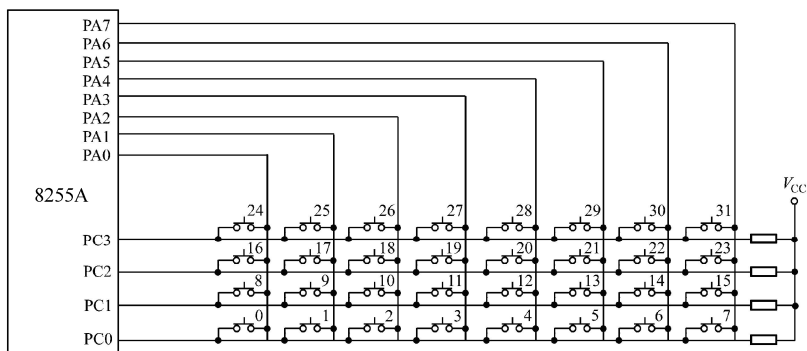 PA7
PA6
PA5
PA4
PA3
PA2
PA1
PA0
8255A
VCC
24 25 26 27 28 29 30 31
PC3
16 17 18 19 20 21 22 23
PC2
8 9 10 11 12 13 14 15
PC1
0 1 2 3 4 5 6 7
PC0